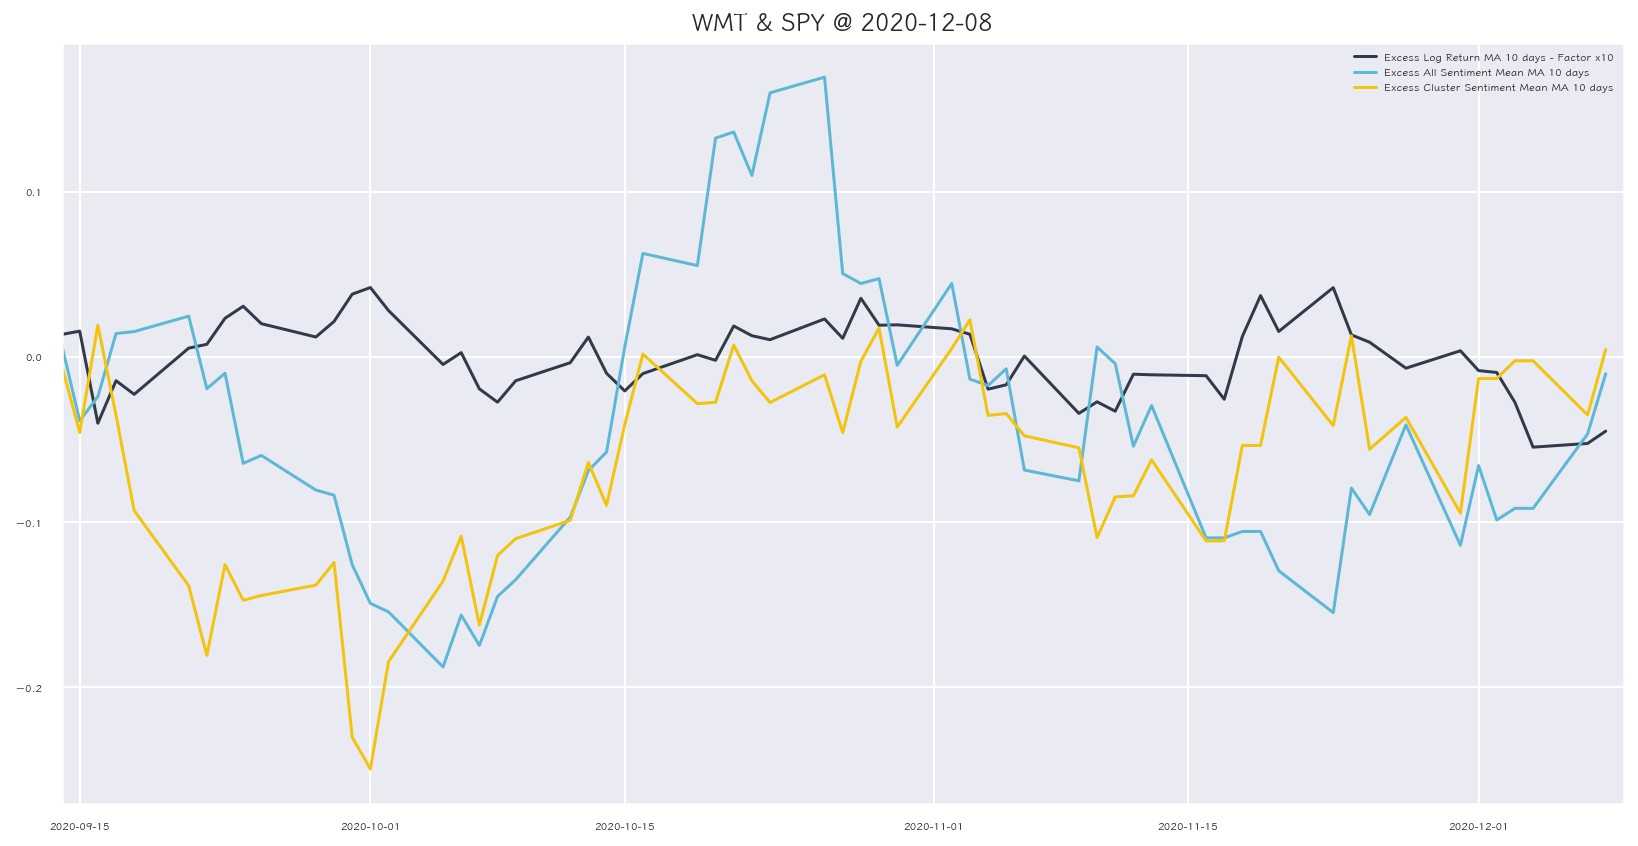 WMT & SPY @ 2020-12-08
Excess Log Return MA 10 days - Factor x10
Excess All Sentiment Mean MA 10 days
Excess Cluster Sentiment Mean MA 10 days
0.1
0.0
−0.1
−0.2
2020-09-15 2020-10-01 2020-10-15 2020-11-01 2020-11-15 2020-12-01